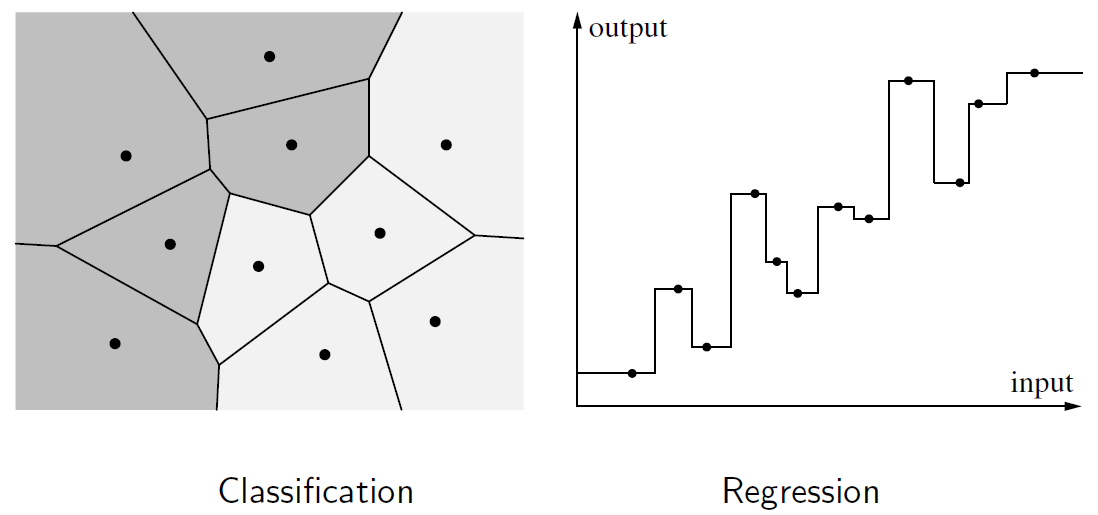 output
input
Classification
Regression